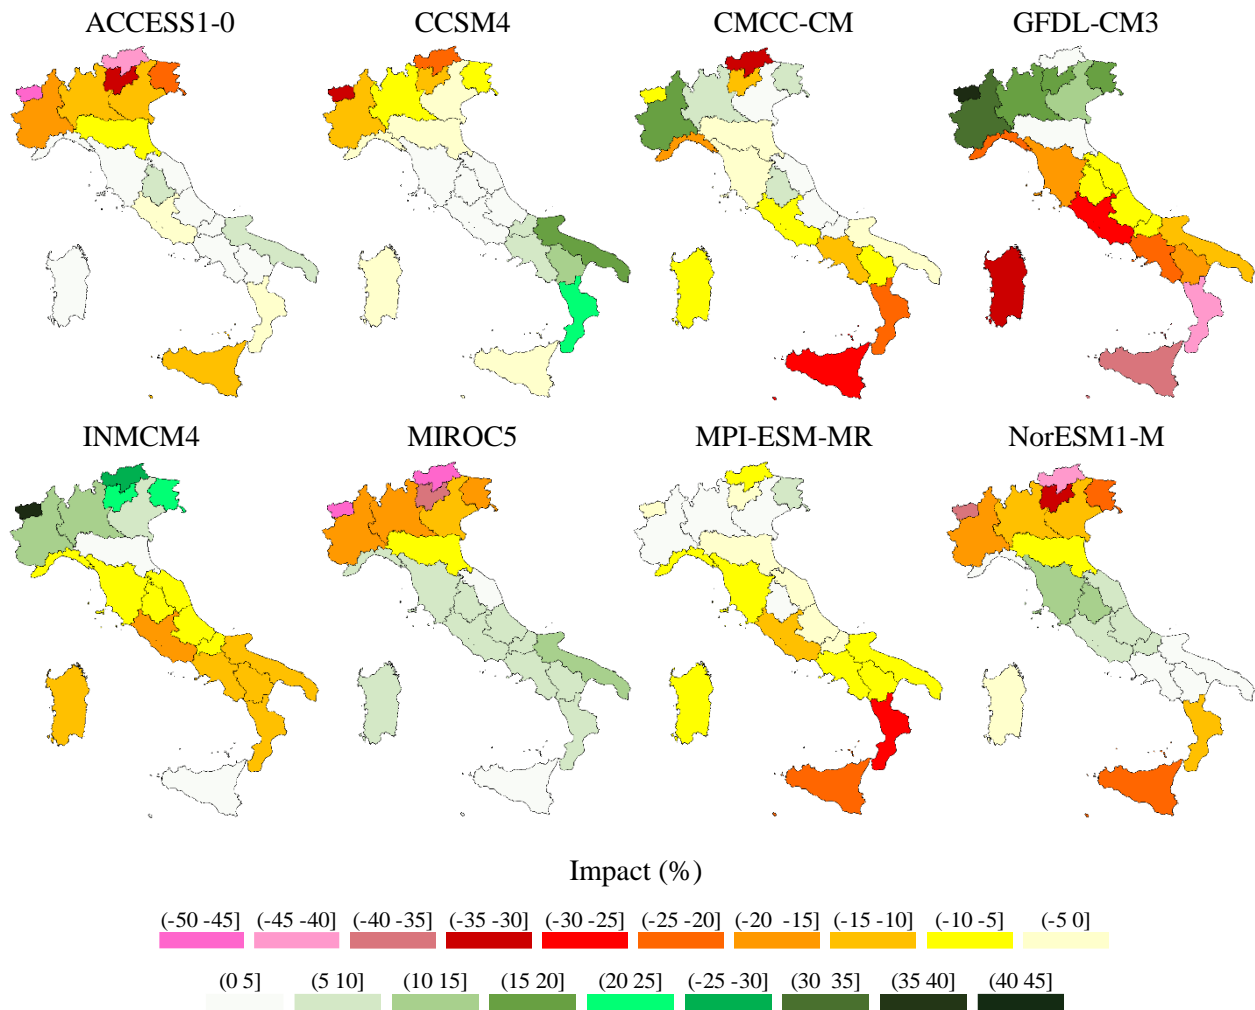 ACCESS1-0 CCSM4 CMCC-CM GFDL-CM3
INMCM4 MIROC5 MPI-ESM-MR NorESM1-M
Impact (%)
(-50 -45] (-45 -40] (-40 -35] (-35 -30] (-30 -25] (-25 -20] (-20 -15] (-15 -10] (-10 -5] (-5 0]
(0 5] (5 10] (10 15] (15 20] (20 25] (-25 -30] (30 35] (35 40] (40 45]